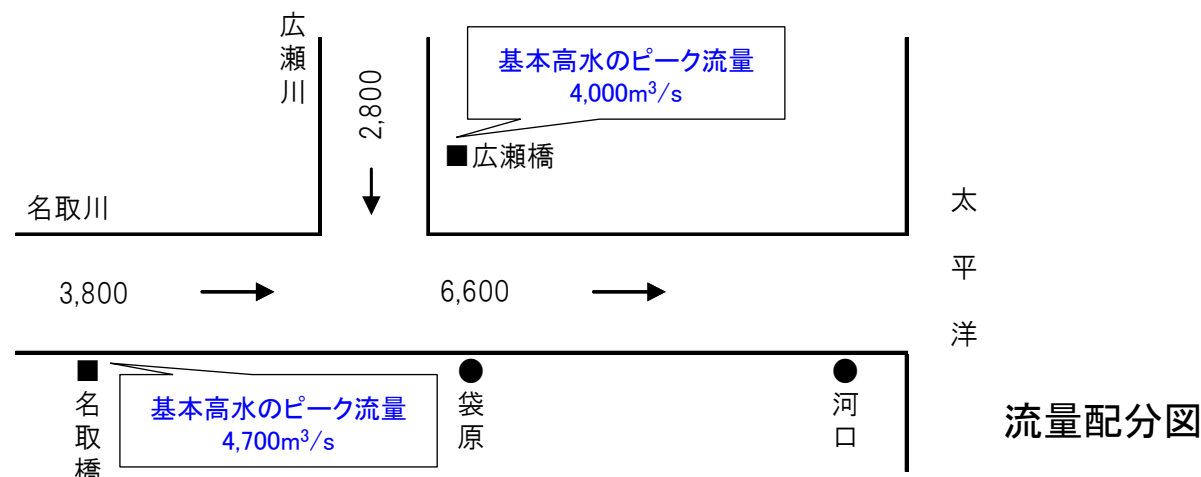 広瀬川
基本高水のピーク流量
4,000m³/s
2,800
■広瀬橋
名取川
太平洋
3,800
6,600
名取橋
基本高水のピーク流量
4,700m³/s
袋原
河口
流量配分図